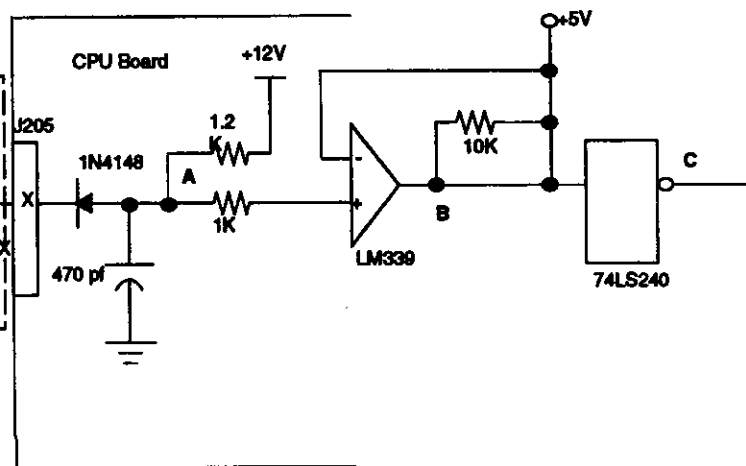 +5V
CPU Board
+12V
J205
1.2
K
1N4148
A
10K
-
C
X
1K
+
B
X
LM339
470 pf
74LS240